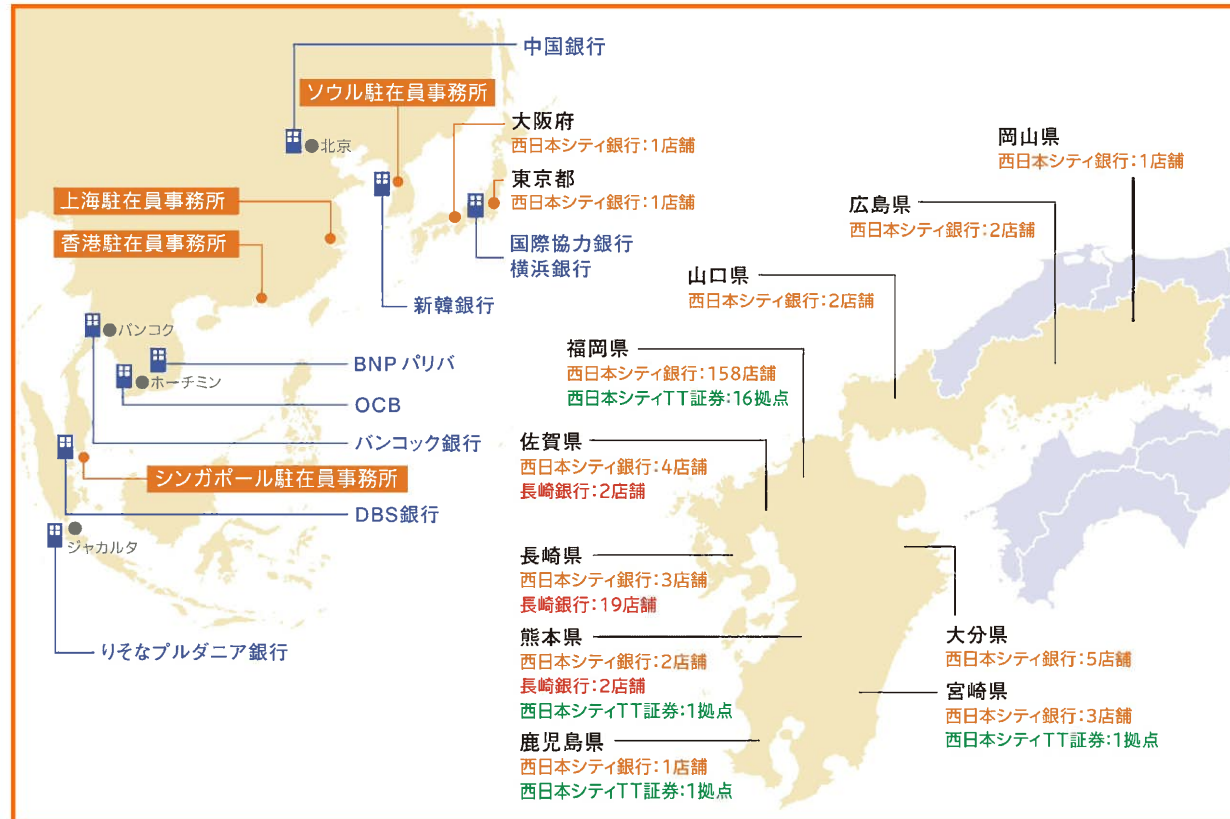 中国銀行
ソウル駐在員事務所
北京
大阪府
西日本シティ銀行:1店舗
東京都
西日本シティ銀行:1店舗
上海駐在員事務所
香港駐在員事務所
国際協力銀行
横浜銀行
新韓銀行
バンコク
BNP パリバ
ホーチミン
OCB
バンコック銀行
シンガポール駐在員事務所
DBS銀行
ジャカルタ
りそなプルダニア銀行
岡山県
西日本シティ銀行:1店舗
広島県
西日本シティ銀行:2店舗
山口県
西日本シティ銀行:2店舗
福岡県
西日本シティ銀行:158店舗
西日本シティTT証券:16拠点
佐賀県
西日本シティ銀行:4店舗
長崎銀行:2店舗
長崎県
西日本シティ銀行:3店舗
長崎銀行:19店舗
熊本県
西日本シティ銀行:2店舗
長崎銀行:2店舗
西日本シティTT証券:1拠点
鹿児島県
西日本シティ銀行:1店舗
西日本シティTT証券:1拠点
大分県
西日本シティ銀行:5店舗
宮崎県
西日本シティ銀行:3店舗
西日本シティTT証券:1拠点